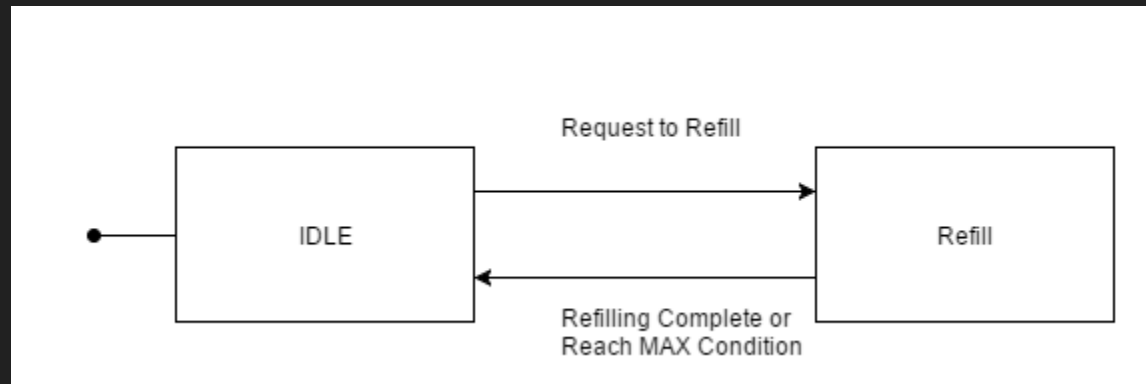 Request to Refill
IDLE
Refill
Refilling Complete or
Reach MAX Condition